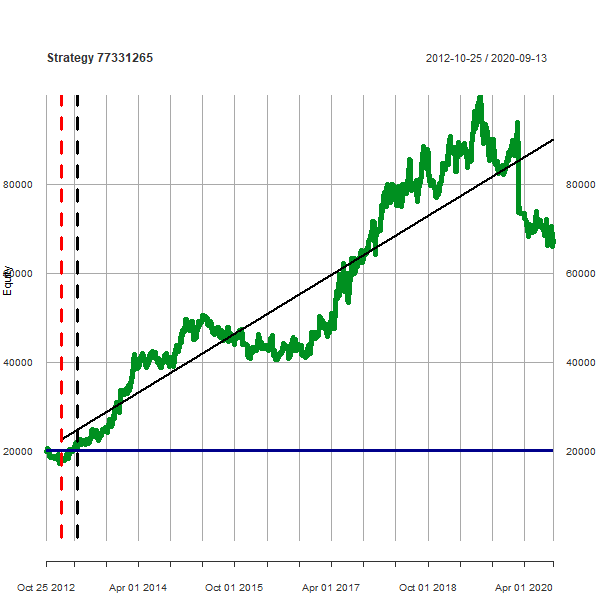 Strategy 77331265
2012-10-25 / 2020-09-13
80000
80000
Equity
60000
60000
40000
40000
20000
20000
Oct 25 2012
Apr 01 2014
Oct 01 2015
Apr 01 2017
Oct 01 2018
Apr 01 2020